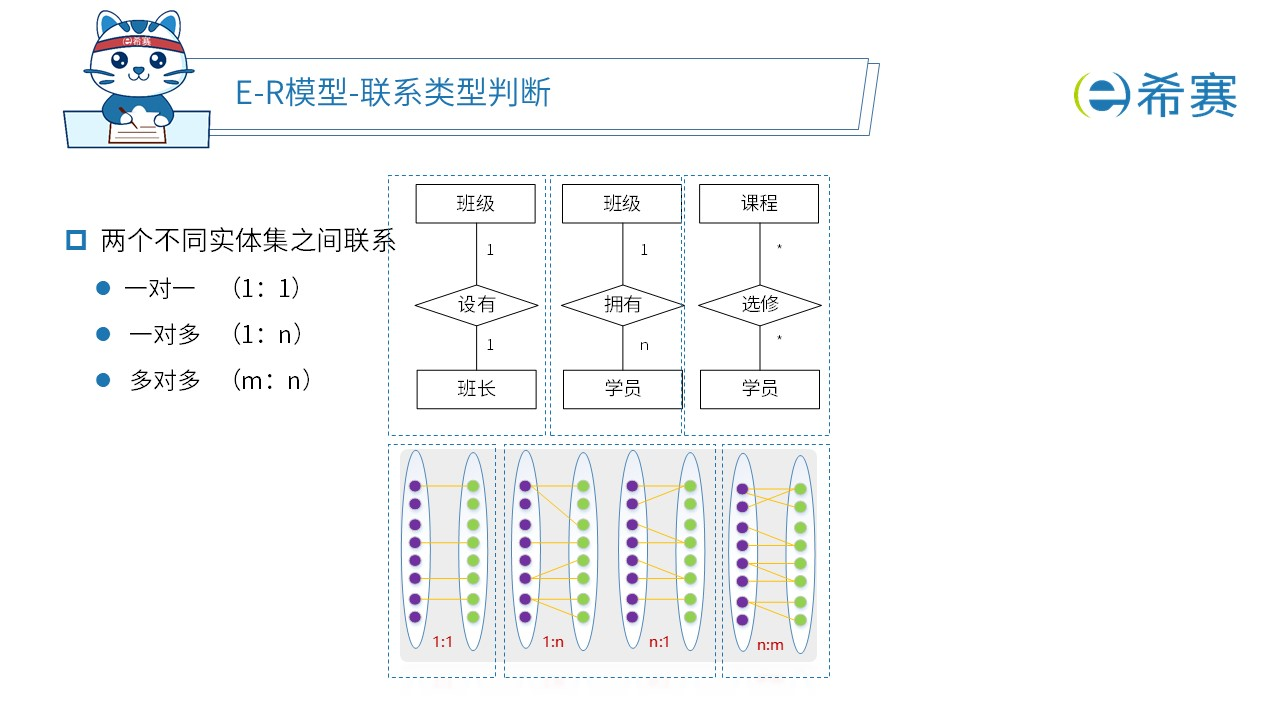 E-R模型-联系类型判断
希赛
希赛
两个不同实体集之间联系
一对一 （1：1）
一对多 （1：n）
多对多 （m：n）
班级
1
设有
1
班长
班级
1
拥有
n
学员
课程
*
选修
*
学员
1:1
1:n
n:1
n:m